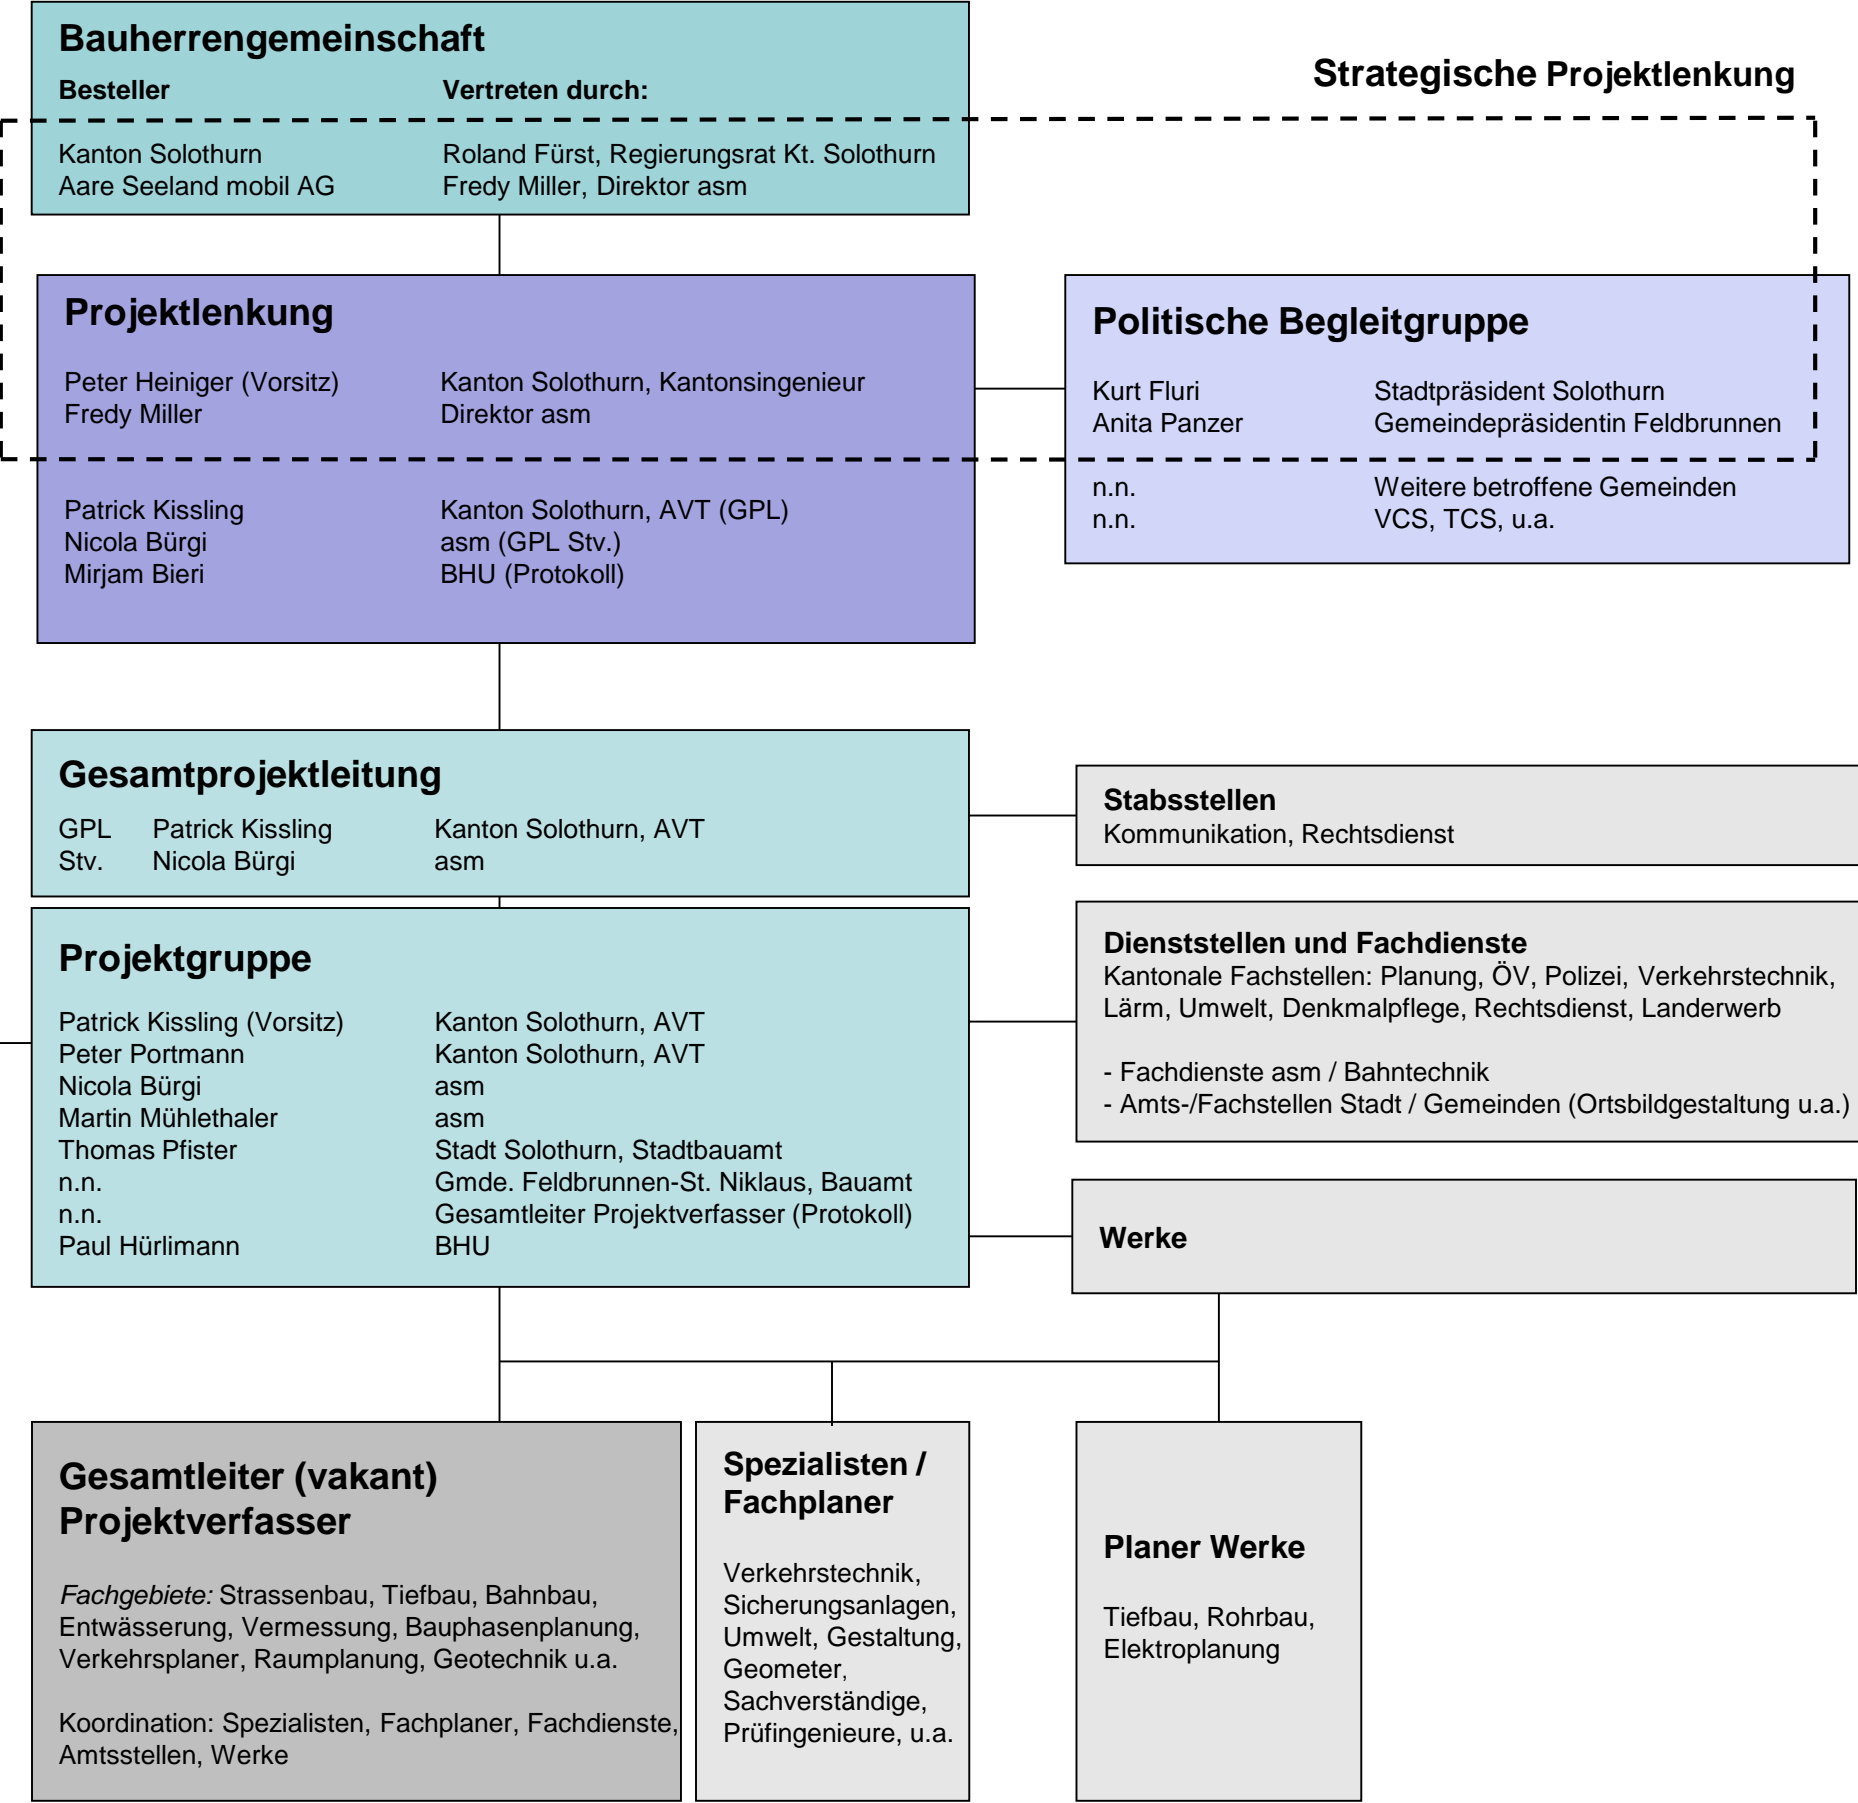 Bauherrengemeinschaft
Besteller Vertreten durch:
Kanton Solothurn Roland Fürst, Regierungsrat Kt. Solothurn
Aare Seeland mobil AG Fredy Miller, Direktor asm
Strategische Projektlenkung
Projektlenkung
Peter Heiniger (Vorsitz) Kanton Solothurn, Kantonsingenieur
Fredy Miller Direktor asm
Patrick Kissling Kanton Solothurn, AVT (GPL)
Nicola Bürgi asm (GPL Stv.)
Mirjam Bieri BHU (Protokoll)
Politische Begleitgruppe
Kurt Fluri Stadtpräsident Solothurn
Anita Panzer Gemeindepräsidentin Feldbrunnen
n.n. Weitere betroffene Gemeinden
n.n. VCS, TCS, u.a.
Gesamtprojektleitung
GPL Patrick Kissling Kanton Solothurn, AVT
Stv. Nicola Bürgi asm
Stabsstellen
Kommunikation, Rechtsdienst
Projektgruppe
Patrick Kissling (Vorsitz) Kanton Solothurn, AVT
Peter Portmann Kanton Solothurn, AVT
Nicola Bürgi asm
Martin Mühlethaler asm
Thomas Pfister Stadt Solothurn, Stadtbauamt
n.n. Gmde. Feldbrunnen-St. Niklaus, Bauamt
n.n. Gesamtleiter Projektverfasser (Protokoll)
Paul Hürlimann BHU
Dienststellen und Fachdienste
Kantonale Fachstellen: Planung, ÖV, Polizei, Verkehrstechnik,
Lärm, Umwelt, Denkmalpflege, Rechtsdienst, Landerwerb
- Fachdienste asm / Bahntechnik
- Amts-/Fachstellen Stadt / Gemeinden (Ortsbildgestaltung u.a.)
Werke
Gesamtleiter (vakant)
Projektverfasser
Fachgebiete: Strassenbau, Tiefbau, Bahnbau,
Entwässerung, Vermessung, Bauphasenplanung,
Verkehrsplaner, Raumplanung, Geotechnik u.a.
Koordination: Spezialisten, Fachplaner, Fachdienste,
Amtsstellen, Werke
Spezialisten /
Fachplaner
Verkehrstechnik,
Sicherungsanlagen,
Umwelt, Gestaltung,
Geometer,
Sachverständige,
Prüfingenieure, u.a.
Planer Werke
Tiefbau, Rohrbau,
Elektroplanung